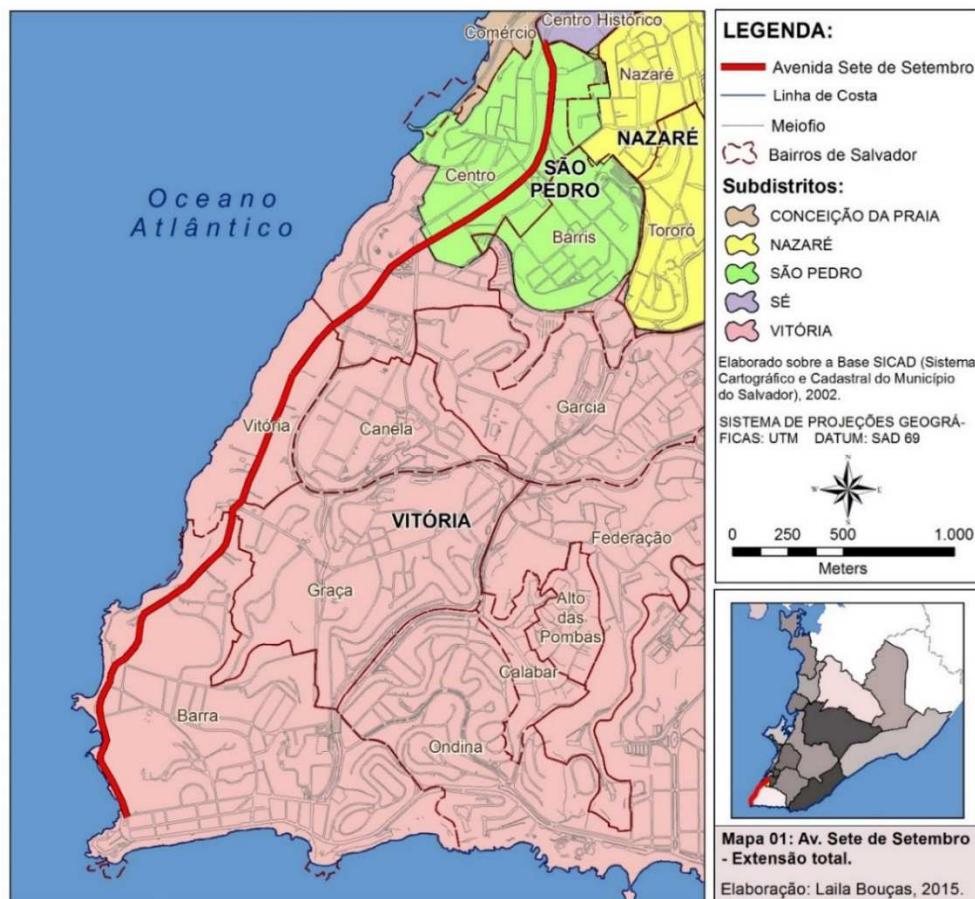 Comércio
Centro Histórico
Nazaré
NAZARÉ
Centro
SÃO
PEDRO
Barris
Tororó
Oceano
Atlântico
Vitória
Canela
Garcia
VITÓRIA
Federação
Graça
Alto
das
Pombas
Calabar
Barra
Ondina
LEGENDA:
Avenida Sete de Setembro
Linha de Costa
Meiofio
Bairros de Salvador
Subdistritos:
CONCEIÇÃO DA PRAIA
NAZARÉ
SÃO PEDRO
SÉ
VITÓRIA
Elaborado sobre a Base SICAD (Sistema
Cartográfico e Cadastral do Município
do Salvador), 2002.
SISTEMA DE PROJEÇÕES GEOGRÁ-
FICAS: UTM DATUM: SAD 69
N
W E
S
0 250 500 1.000
Meters
Mapa 01: Av. Sete de Setembro
- Extensão total.
Elaboração: Laila Bouças, 2015.